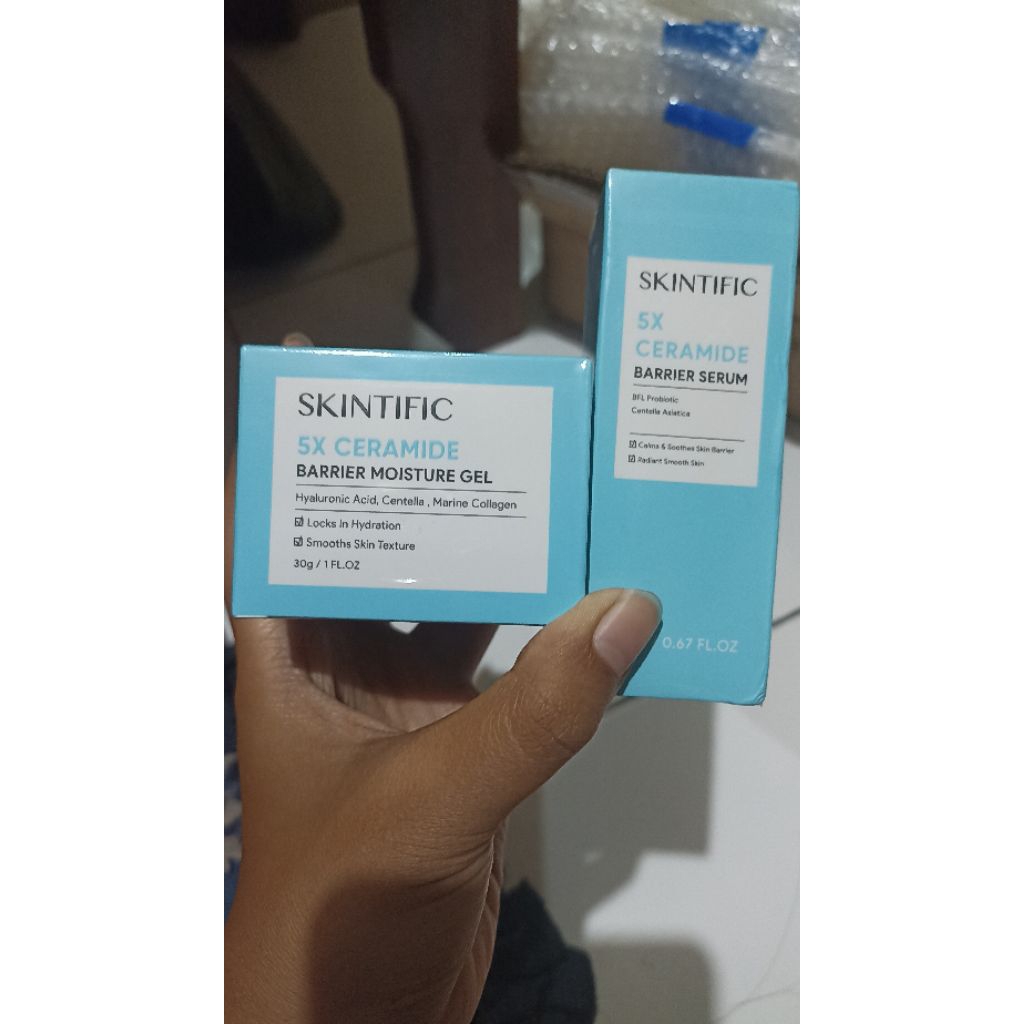 SKINTIFIC
5X CERAMIDE
BARRIER MOISTURE GEL
Hyaluronic Acid, Centella , Marine Collagen
☑ Locks In Hydration
☑ Smooths Skin Texture
30g / 1 FL.OZ
SKINTIFIC
5X
CERAMIDE
BARRIER SERUM
BFL Probiotic
Centella Asiatica
☑ Calms & Soothes Skin Barrier
☑ Radiant Smooth Skin
0.67 FL.OZ